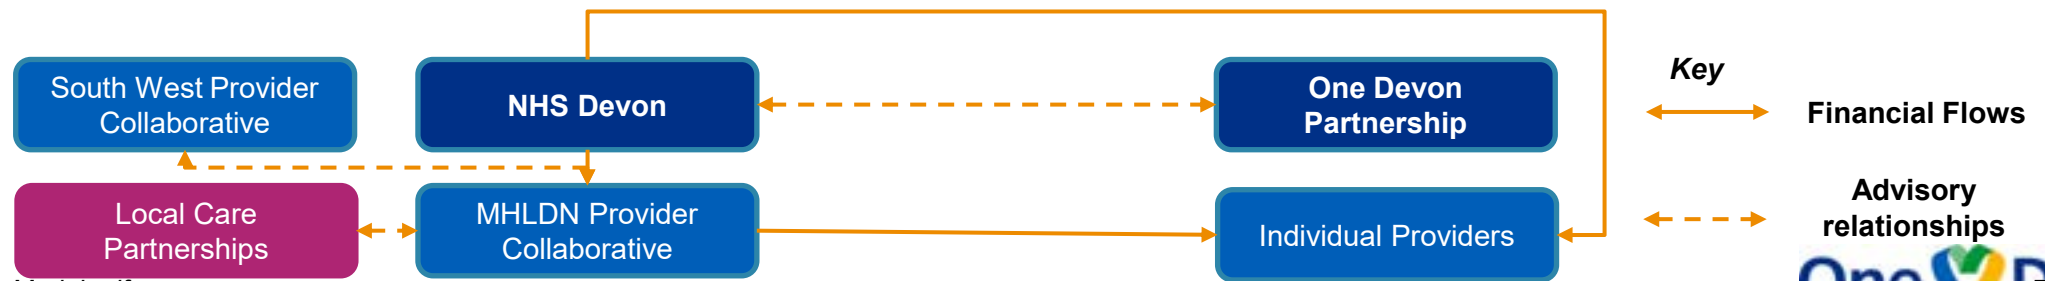 South West Provider
Collaborative
NHS Devon
One Devon
Partnership
Key
Financial Flows
Local Care
Partnerships
MHLDN Provider
Collaborative
Individual Providers
Advisory
relationships
One D